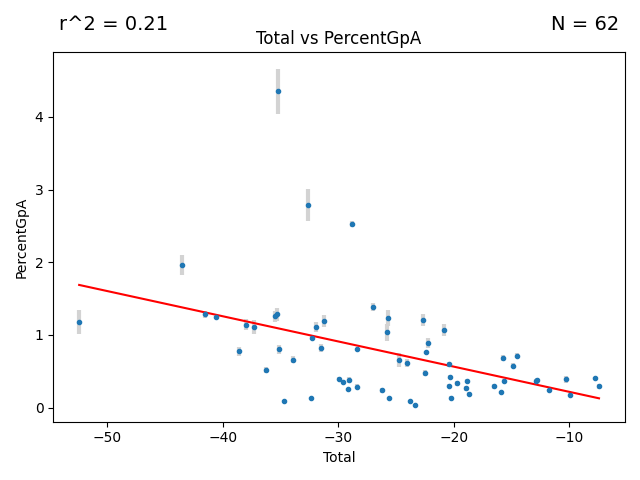 r^2 = 0.21
N = 62
Total vs PercentGpA
PercentGpA
4
3
2
1
0
−50
−40
−30
−20
−10
Total